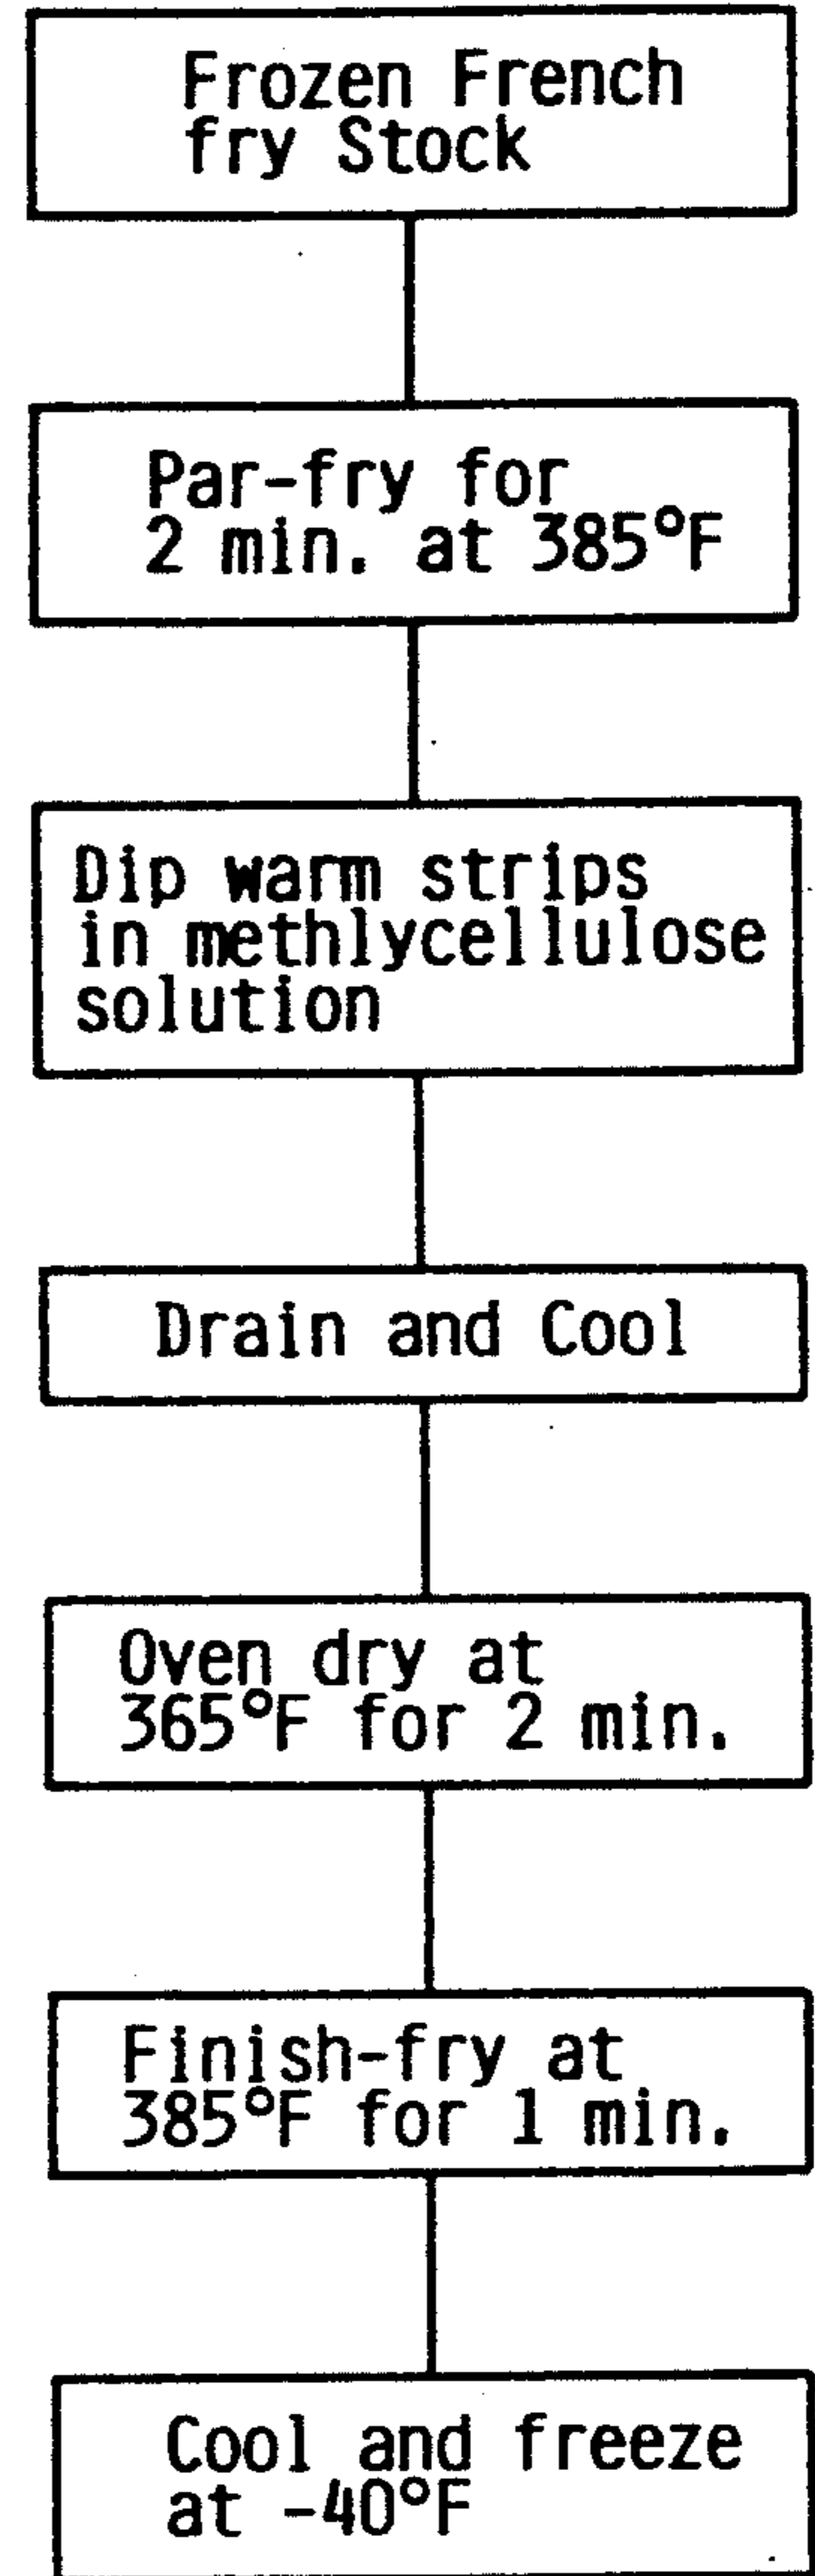 Frozen French
fry Stock
Par-fry for
2 min. at 385°F
Dip warm strips
in methlycellulose
solution
Drain and Cool
Oven dry at
365°F for 2 min.
Finish-fry at
385°F for 1 min.
Cool and freeze
at -40°F